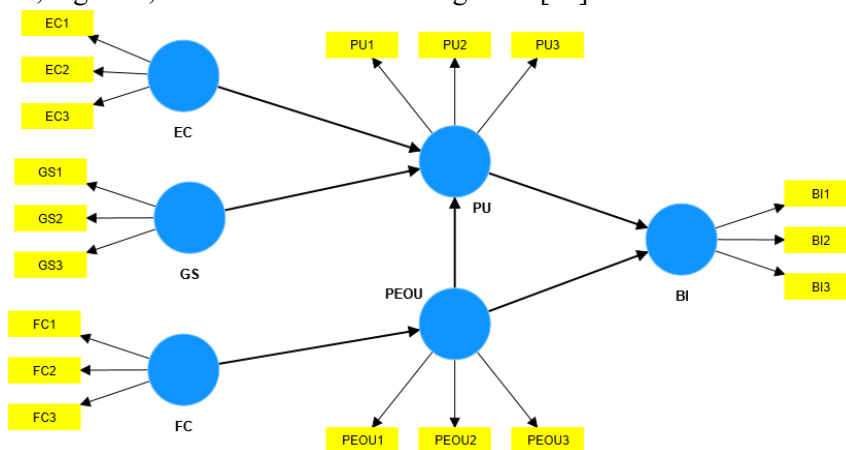 EC1
EC2
EC3
EC
GS1
GS2
GS3
GS
FC1
FC2
FC3
FC
PU1
PU2
PU3
PU
PEOU
PEOU1
PEOU2
PEOU3
BI1
BI2
BI3
BI